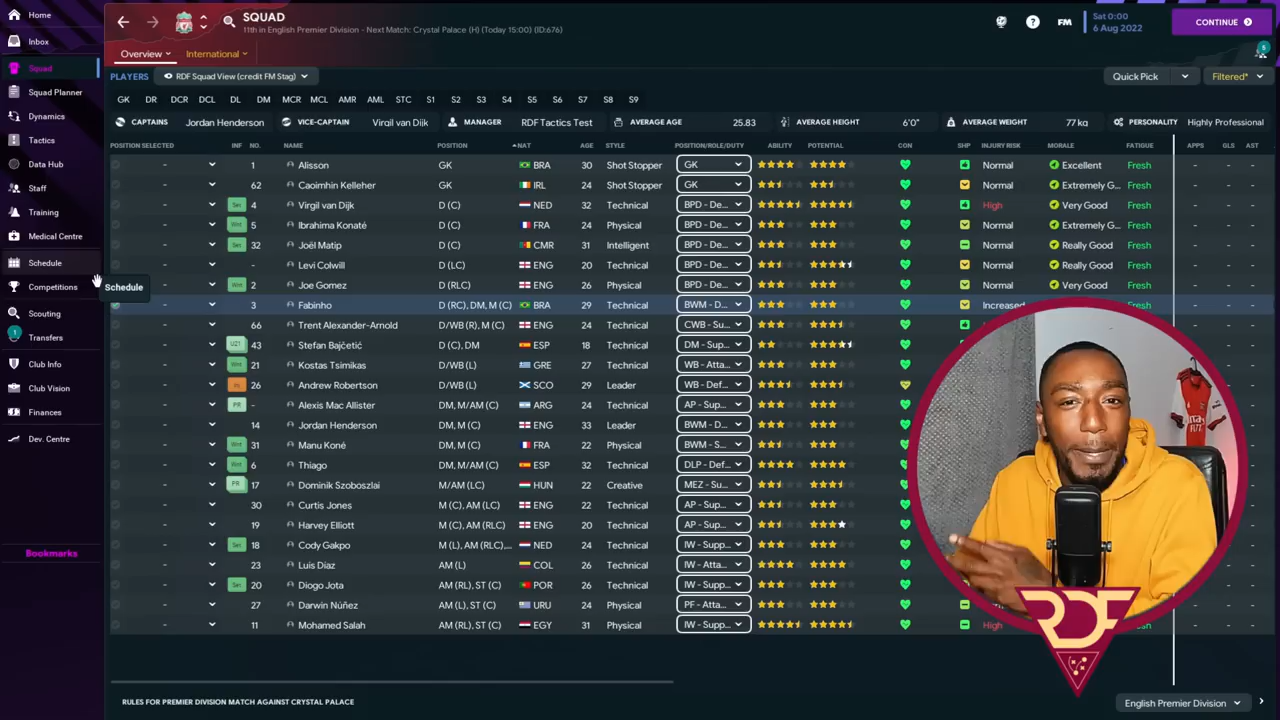 Home
Inbox
Squad
Squad Planner
Dynamics
Tactics
Data Hub
Staff
Training
Medical Centre
Schedule
Competitions
Schedule
Scouting
Transfers
Club Info
Club Vision
Finances
Dev. Centre
Bookmarks
SQUAD
11th in English Premier Division - Next Match: Crystal Palace (H) (Today 15:00) (ID:676)
FM Sat 0:00
6 Aug 2022
CONTINUE
Overview International
PLAYERS RDF Squad View (credit FM Stag) Quick Pick Filtered*
GK DR DCR DCL DL DM MCR MCL AMR AML STC S1 S2 S3 S4 S5 S6 S7 S8 S9
CAPTAINS Jordan Henderson VICE-CAPTAIN Virgil van Dijk MANAGER RDF Tactics Test AVERAGE AGE 25.83 AVERAGE HEIGHT 6'0" AVERAGE WEIGHT 77 kg PERSONALITY Highly Professional
POSITION SELECTED INF NO. NAME POSITION NAT AGE STYLE POSITION/ROLE/DUTY ABILITY POTENTIAL CON SHP INJURY RISK MORALE FATIGUE APPS GLS AST
- 1 Alisson GK BRA 30 Shot Stopper GK Normal Excellent Fresh - - -
- 62 Caoimhin Kelleher GK IRL 24 Shot Stopper GK Normal Extremely G... Fresh - - -
- Set 4 Virgil van Dijk D (C) NED 32 Technical BPD - De... High Very Good Fresh - - -
- Wnt 5 Ibrahima Konaté D (C) FRA 24 Physical BPD - De... Normal Extremely G... Fresh - - -
- Set 32 Joël Matip D (C) CMR 31 Intelligent BPD - De... Normal Really Good Fresh - - -
- - Levi Colwill D (LC) ENG 20 Technical BPD - De... Normal Really Good Fresh - - -
- Wnt 2 Joe Gomez D (RLC) ENG 26 Physical BPD - De... Normal Very Good Fresh - - -
- 3 Fabinho D (RC), DM, M (C) BRA 29 Technical BWM - D... Increased Fresh - - -
- 66 Trent Alexander-Arnold D/WB (R), M (C) ENG 24 Technical CWB - Su... - - -
- U21 43 Stefan Bajčetić D (C), DM ESP 18 Technical DM - Sup... - - -
- Wnt 21 Kostas Tsimikas D/WB (L) GRE 27 Technical WB - Atta... - -
- 26 Andrew Robertson D/WB (L) SCO 29 Leader WB - Def... - -
- PR - Alexis Mac Allister DM, M/AM (C) ARG 24 Technical AP - Sup... - -
- 14 Jordan Henderson DM, M (C) ENG 33 Leader BWM - D... -
- Wnt 31 Manu Koné DM, M (C) FRA 22 Physical BWM - S... -
- Wnt 6 Thiago DM, M/AM (C) ESP 32 Technical DLP - Def... -
- PR 17 Dominik Szoboszlai M/AM (LC) HUN 22 Creative MEZ - Su... -
- 30 Curtis Jones M (C), AM (LC) ENG 22 Technical AP - Sup... -
- 19 Harvey Elliott M (C), AM (RLC) ENG 20 Technical AP - Sup... -
- Set 18 Cody Gakpo M (L), AM (RLC),... NED 24 Technical IW - Supp... - -
- 23 Luis Díaz AM (L) COL 26 Technical IW - Atta... - -
- Set 20 Diogo Jota AM (RL), ST (C) POR 26 Technical IW - Supp... - -
- 27 Darwin Núñez AM (L), ST (C) URU 24 Physical PF - Atta... - - -
- 11 Mohamed Salah AM (RL), ST (C) EGY 31 Physical IW - Supp... High - - -
RDF
RULES FOR PREMIER DIVISION MATCH AGAINST CRYSTAL PALACE English Premier Division